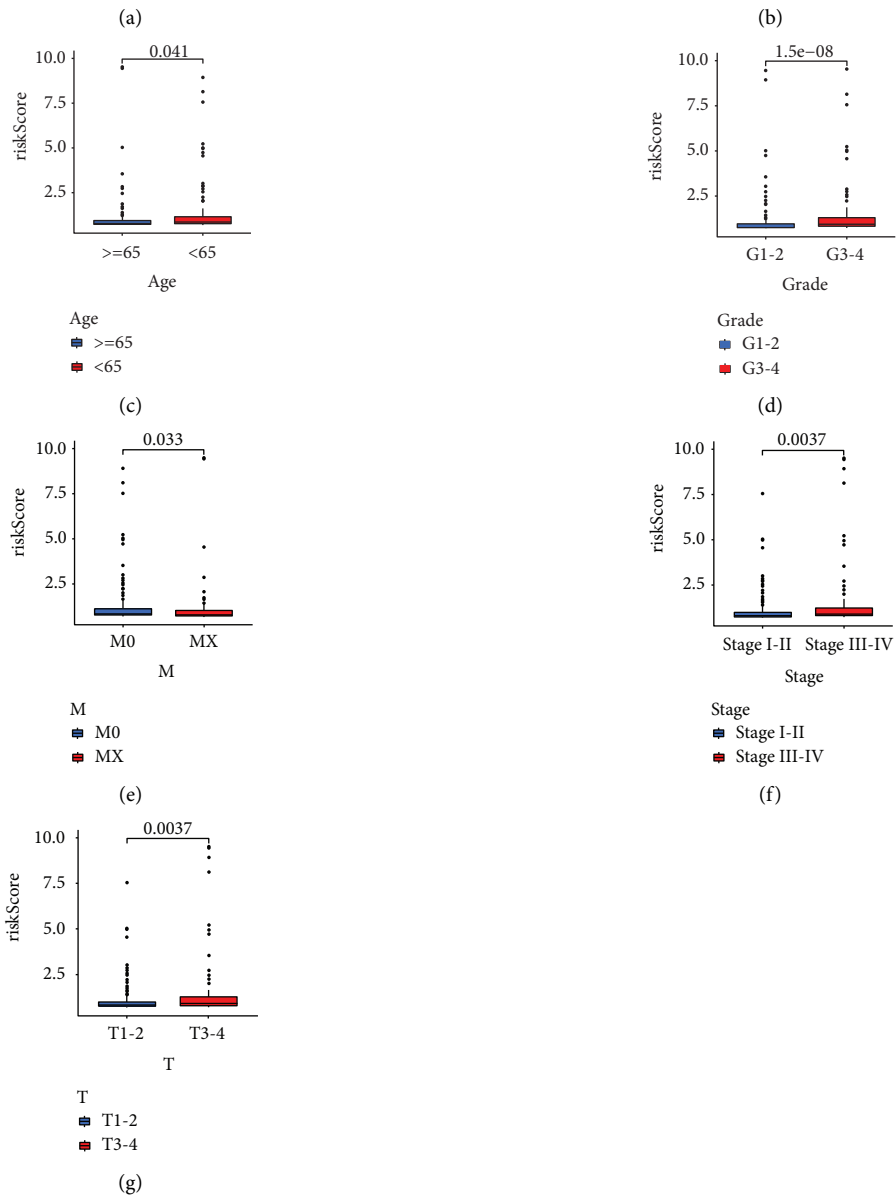 (a)
(b)
0.041
10.0
7.5
5.0
2.5
riskScore
>=65
<65
Age
Age
>=65
<65
(c)
1.5e−08
10.0
7.5
5.0
2.5
riskScore
G1-2
G3-4
Grade
Grade
G1-2
G3-4
(d)
0.033
10.0
7.5
5.0
2.5
riskScore
M0
MX
M
M
M0
MX
(e)
0.0037
10.0
7.5
5.0
2.5
riskScore
Stage I-II
Stage III-IV
Stage
Stage
Stage I-II
Stage III-IV
(f)
0.0037
10.0
7.5
5.0
2.5
riskScore
T1-2
T3-4
T
T
T1-2
T3-4
(g)